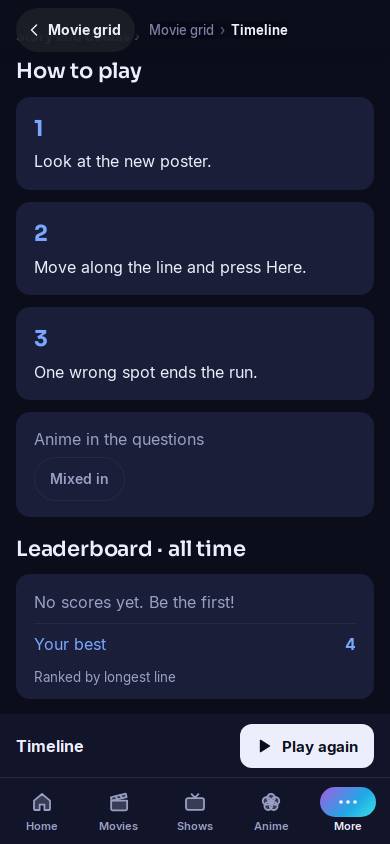 Movie grid
Movie grid › Timeline
How to play
1
Look at the new poster.
2
Move along the line and press Here.
3
One wrong spot ends the run.
Anime in the questions
Mixed in
Leaderboard · all time
No scores yet. Be the first!
Your best 4
Ranked by longest line
Timeline
Play again
Home Movies Shows Anime More